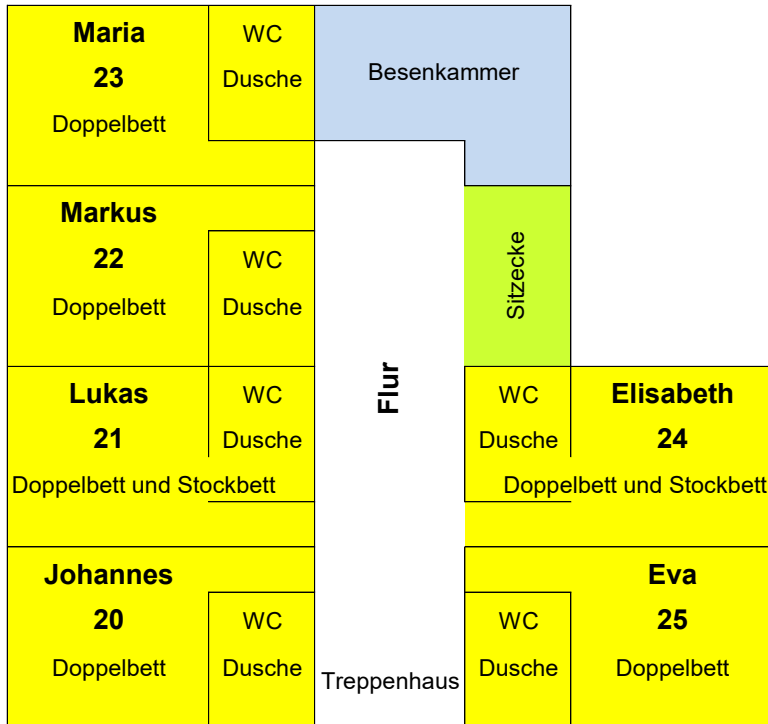 Maria
23
Doppelbett
WC
Dusche
Besenkammer
Markus
22
Doppelbett
WC
Dusche
Sitzecke
Flur
Lukas
21
Doppelbett und Stockbett
WC
Dusche
WC
Dusche
Elisabeth
24
Doppelbett und Stockbett
Johannes
20
Doppelbett
WC
Dusche
Treppenhaus
WC
Dusche
Eva
25
Doppelbett